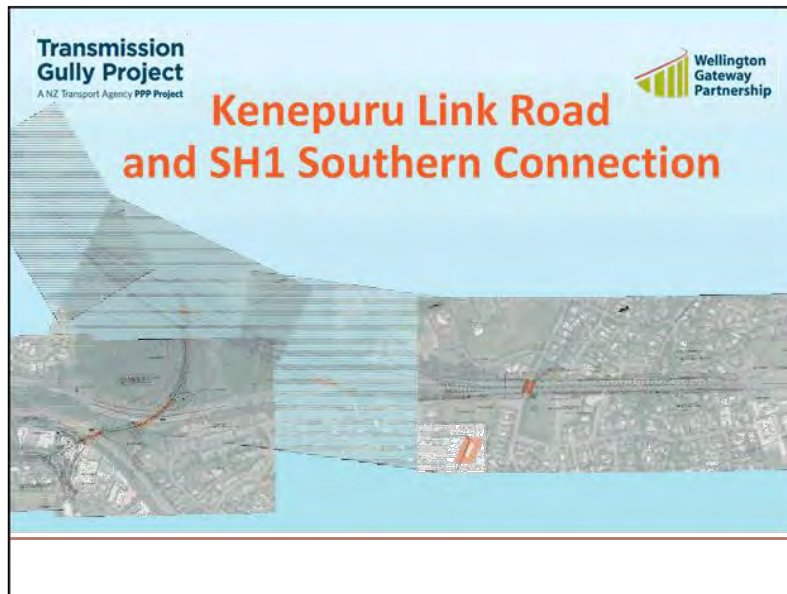 Transmission
Gully Project
A NZ Transport Agency PPP Project
Wellington
Gateway
Partnership
Kenepuru Link Road
and SH1 Southern Connection